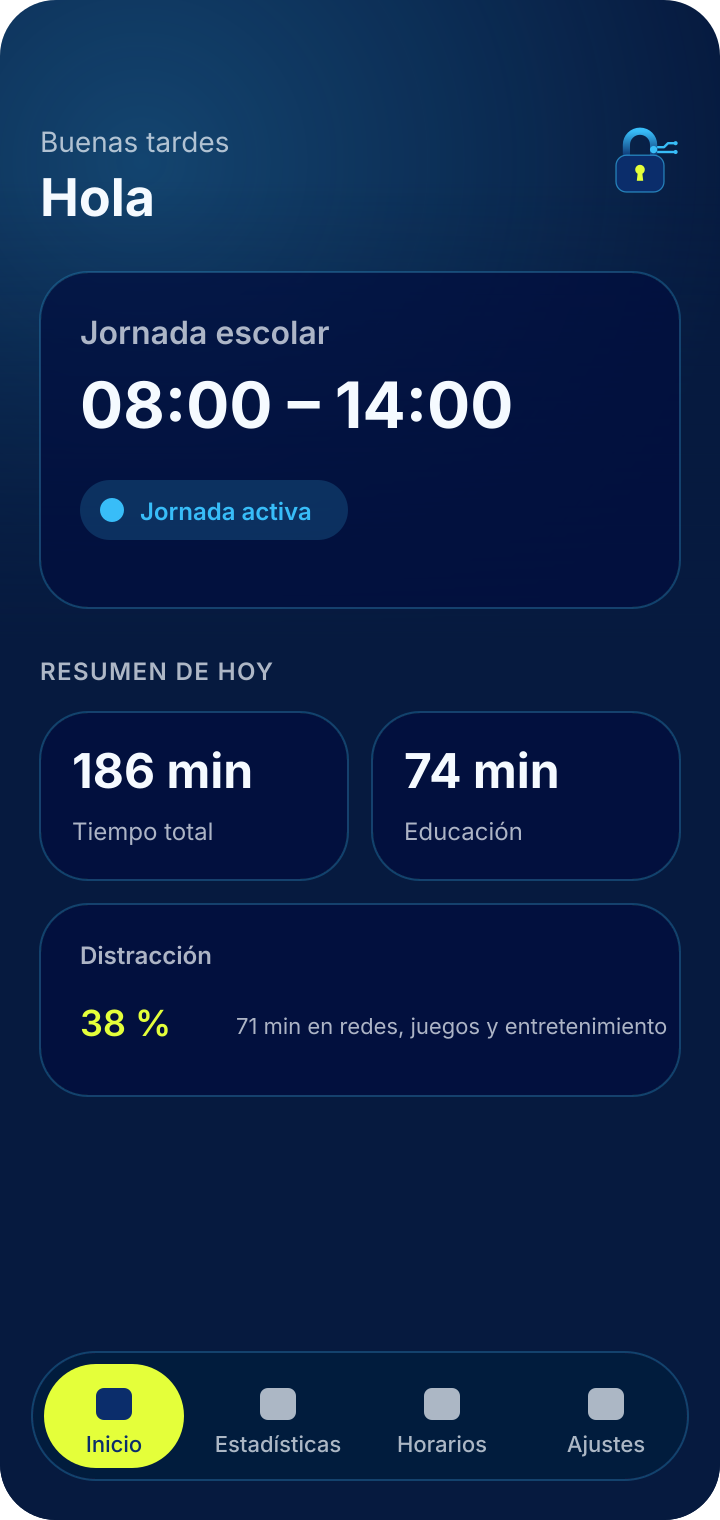 Buenas tardes
Hola
Jornada escolar
08:00 – 14:00
Jornada activa
RESUMEN DE HOY
186 min
Tiempo total
74 min
Educación
Distracción
38 %
71 min en redes, juegos y entretenimiento
Inicio
Estadísticas
Horarios
Ajustes